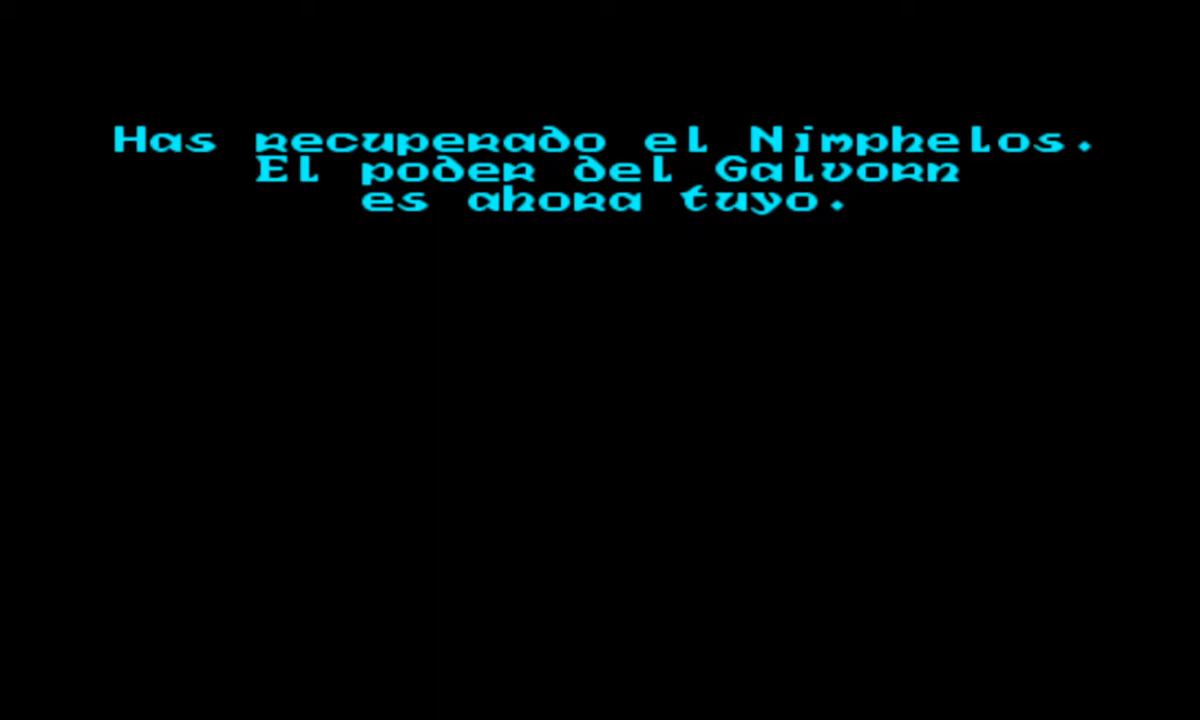 Has recuperado el Nimphelos.
El poder del Galvorn
es ahora tuyo.